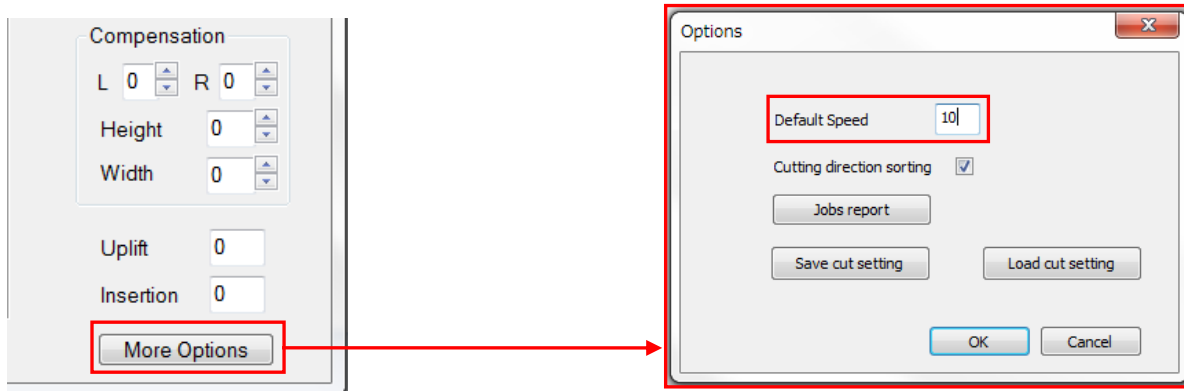 Compensation
L 0 R 0
Height 0
Width 0
Uplift 0
Insertion 0
More Options
Options
Default Speed 10
Cutting direction sorting
Jobs report
Save cut setting Load cut setting
OK Cancel